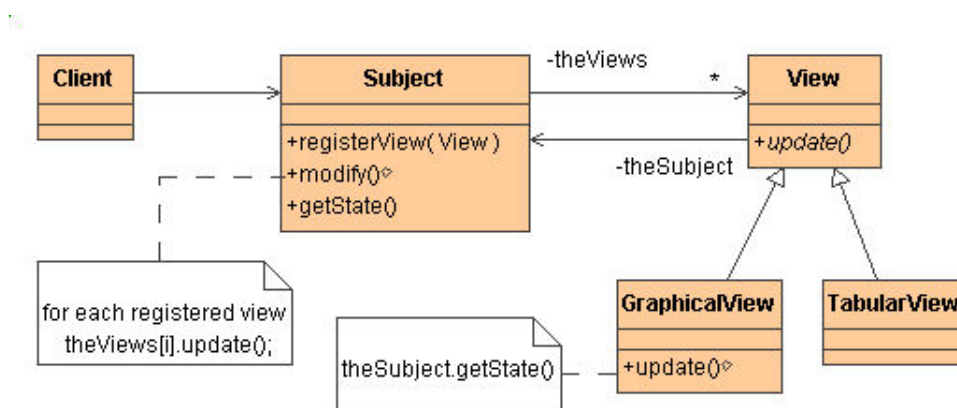 Client
Subject
-theViews
*
View
+registerView( View )
+modify()
+getState()
+update()
-theSubject
for each registered view
theViews[i].update();
GraphicalView
TabularView
theSubject.getState()
+update()